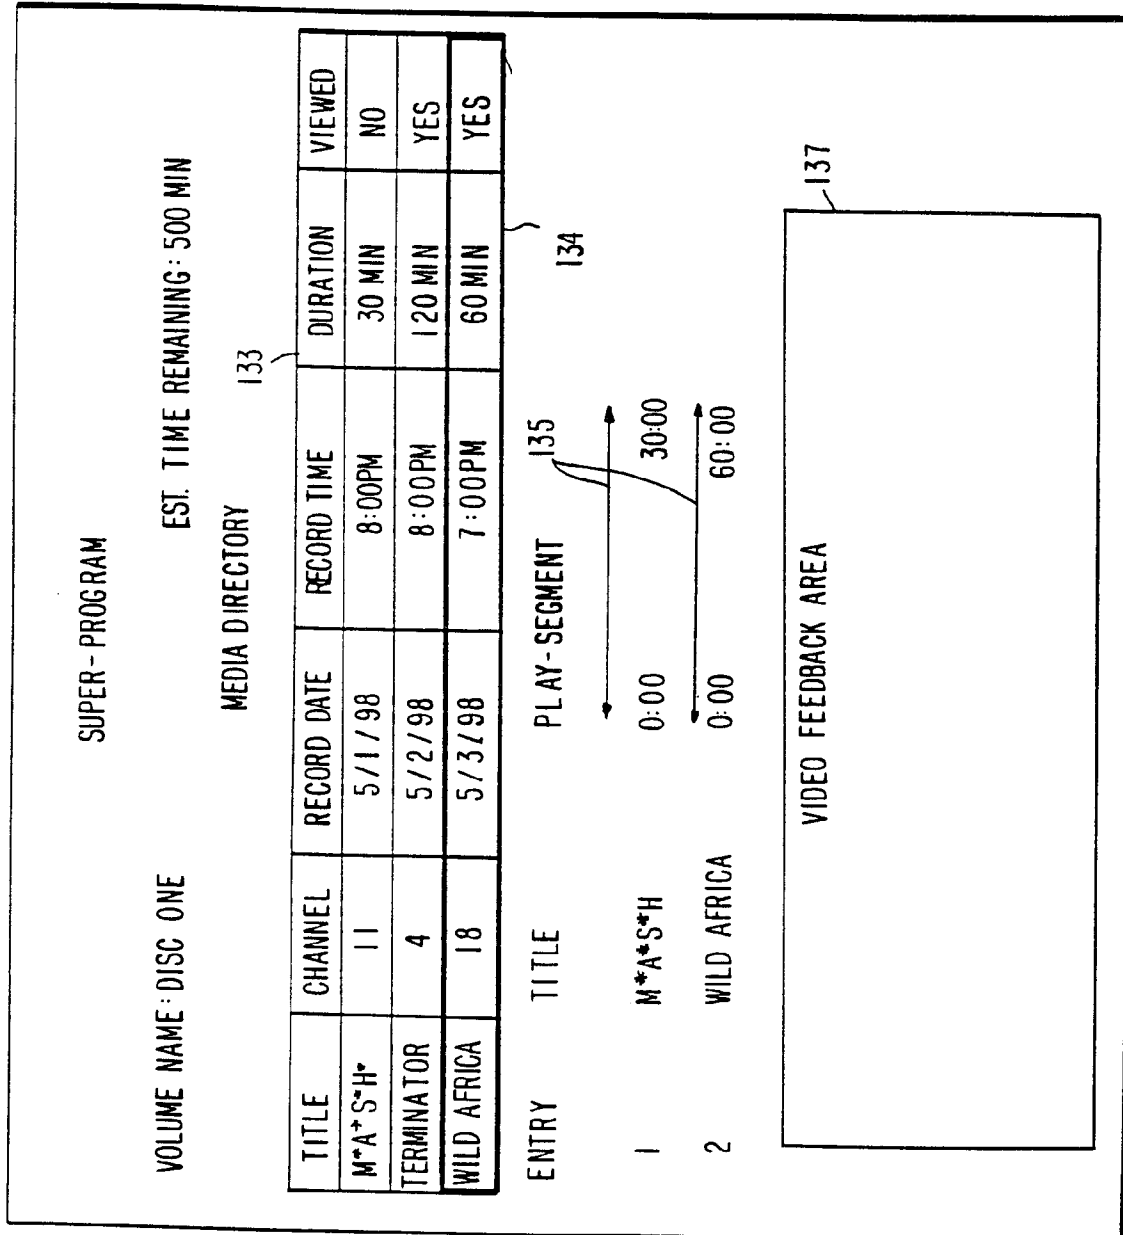 SUPER-PROGRAM
VOLUME NAME: DISC ONE EST. TIME REMAINING: 500 MIN
MEDIA DIRECTORY 133
TITLE CHANNEL RECORD DATE RECORD TIME DURATION VIEWED
M*A*S*H* 11 5/1/98 8:00PM 30 MIN NO
TERMINATOR 4 5/2/98 8:00PM 120 MIN YES
WILD AFRICA 18 5/3/98 7:00PM 60 MIN YES
134
ENTRY TITLE PLAY-SEGMENT 135
1 M*A*S*H 0:00 30:00
2 WILD AFRICA 0:00 60:00
137
VIDEO FEEDBACK AREA